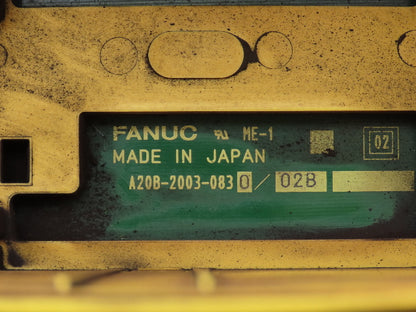 FANUC ME-1
02
MADE IN JAPAN
A20B-2003-0830/02B